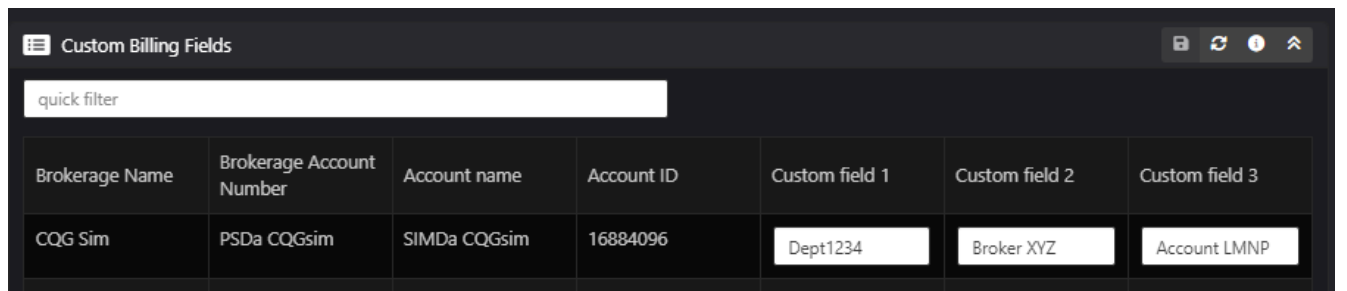 Custom Billing Fields
quick filter
Brokerage Name
Brokerage Account
Number
Account name
Account ID
Custom field 1
Custom field 2
Custom field 3
CQG Sim
PSDa CQGsim
SIMDa CQGsim
16884096
Dept1234
Broker XYZ
Account LMNP